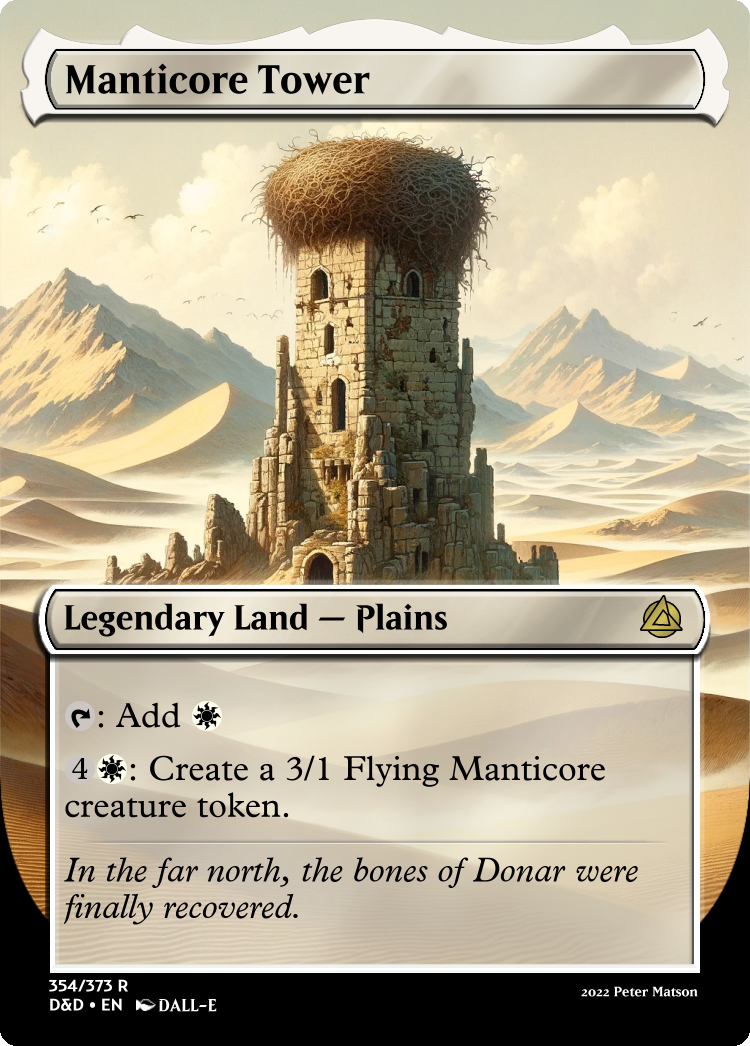 Manticore Tower
Legendary Land — Plains
: Add
4 : Create a 3/1 Flying Manticore
creature token.
In the far north, the bones of Donar were
finally recovered.
354/373 R
D&D • EN DALL-E
2022 Peter Matson